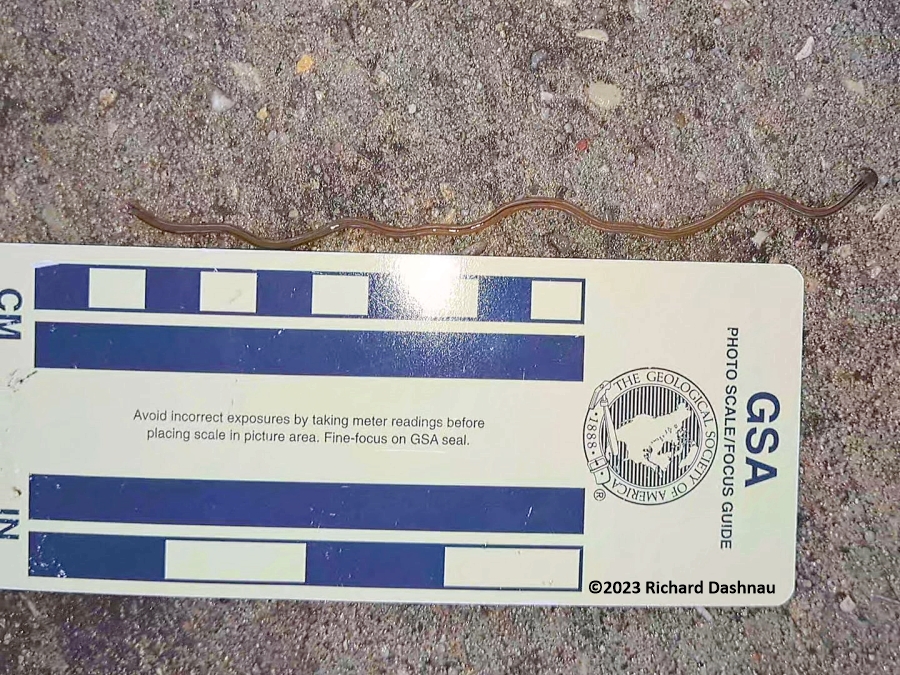 CM
Avoid incorrect exposures by taking meter readings before
placing scale in picture area. Fine-focus on GSA seal.
IN
THE GEOLOGICAL SOCIETY OF AMERICA
1888
®
GSA
PHOTO SCALE/FOCUS GUIDE
©2023 Richard Dashnau